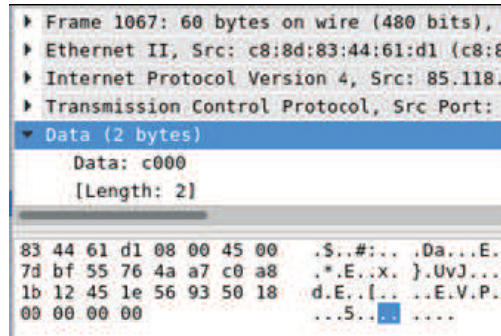 Frame 1067: 60 bytes on wire (480 bits),
Ethernet II, Src: c8:8d:83:44:61:d1 (c8:8
Internet Protocol Version 4, Src: 85.118.
Transmission Control Protocol, Src Port:
Data (2 bytes)
Data: c000
[Length: 2]
83 44 61 d1 08 00 45 00 .$..#:.. .Da...E.
7d bf 55 76 4a a7 c0 a8 .*.E..x. }.UvJ...
1b 12 45 1e 56 93 50 18 d.E..[.. ..E.V.P.
00 00 00 00 ...5.... ....